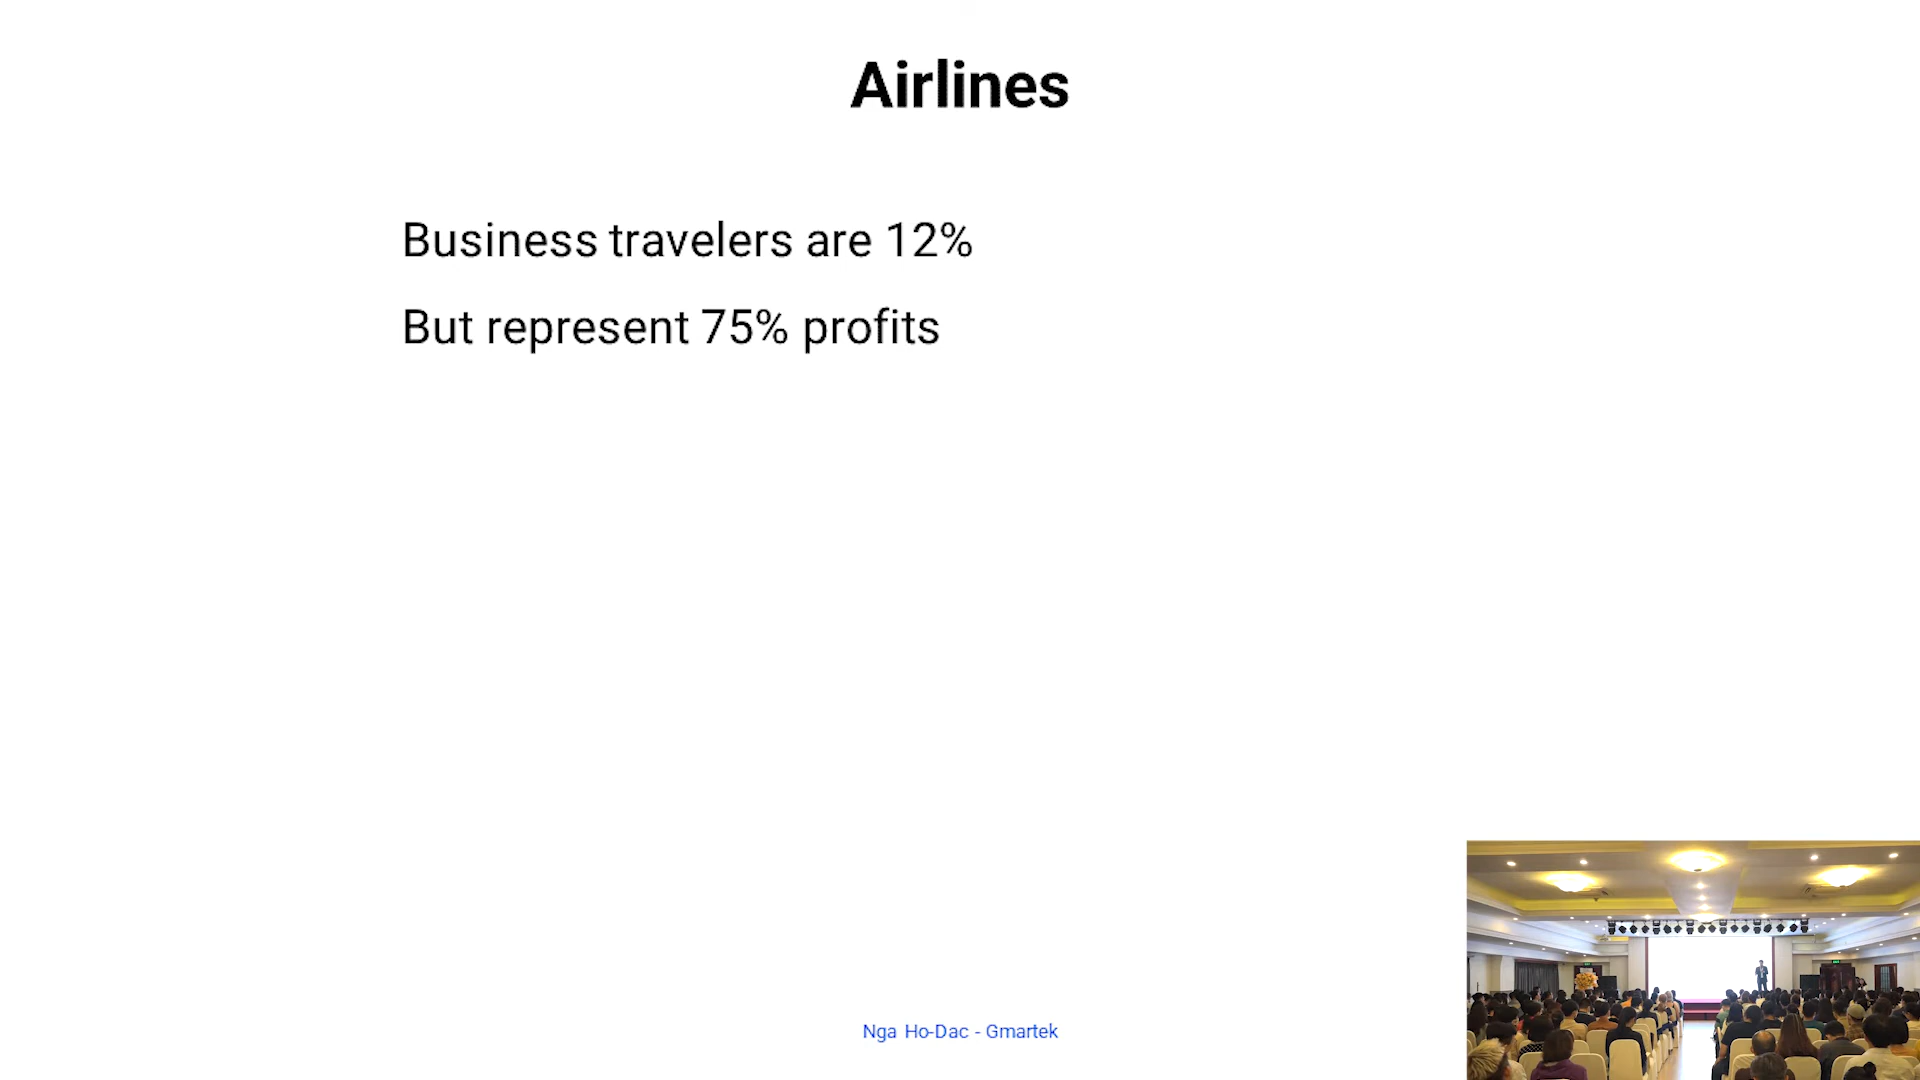 Airlines
Business travelers are 12%
But represent 75% profits
Nga Ho-Dac - Gmartek